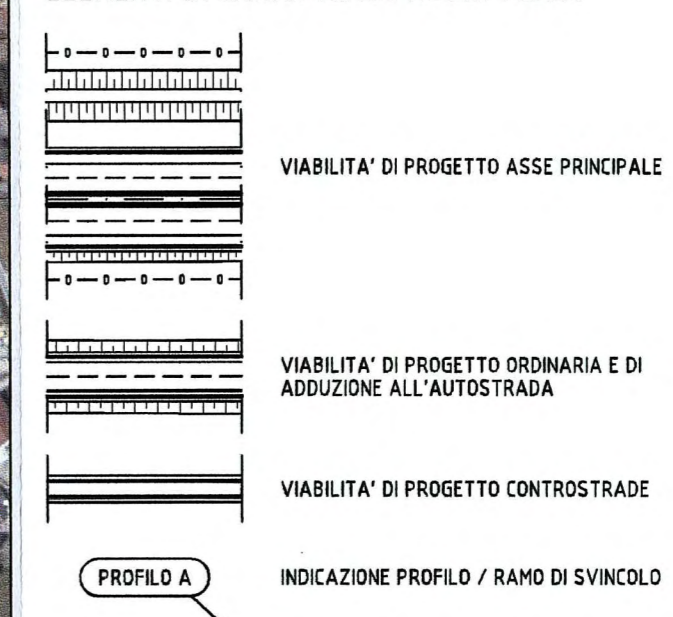 VIABILITA' DI PROGETTO ASSE PRINCIPALE
VIABILITA' DI PROGETTO ORDINARIA E DI
ADDUZIONE ALL'AUTOSTRADA
VIABILITA' DI PROGETTO CONTROSTRADE
PROFILO A
INDICAZIONE PROFILO / RAMO DI SVINCOLO